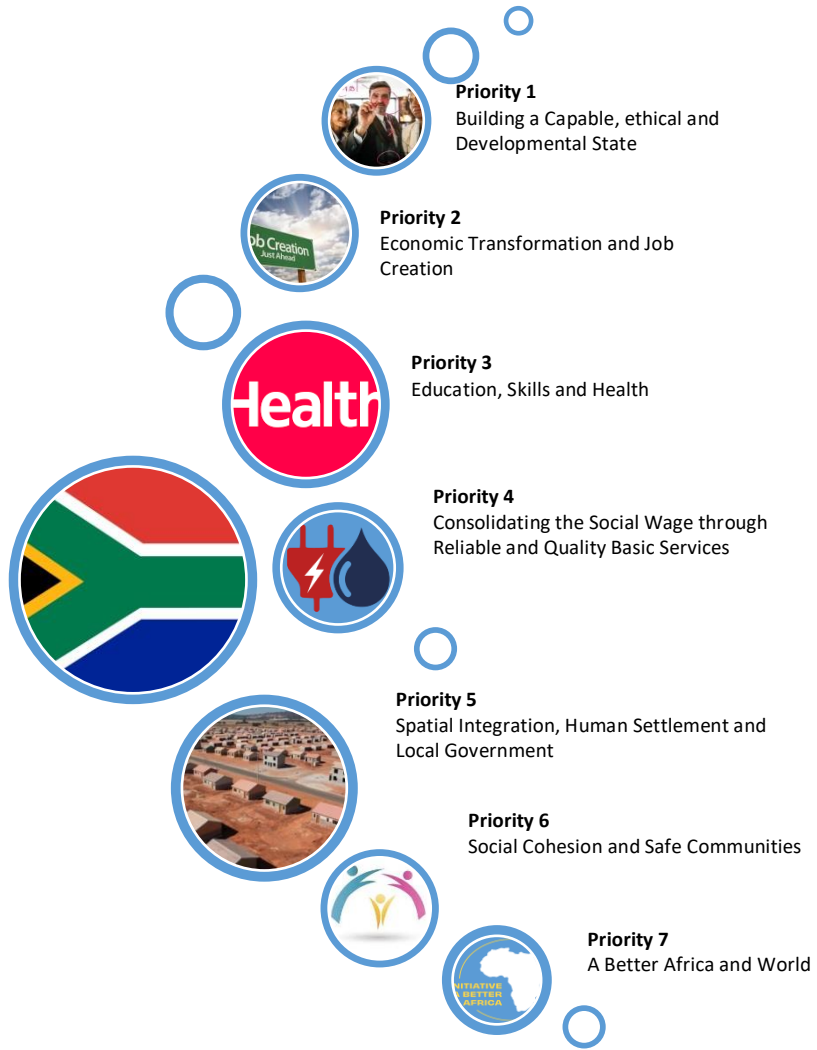 Priority 1
Building a Capable, ethical and
Developmental State
Priority 2
Economic Transformation and Job
Creation
ob Creation
Just Ahead
Priority 3
Education, Skills and Health
Health
Priority 4
Consolidating the Social Wage through
Reliable and Quality Basic Services
Priority 5
Spatial Integration, Human Settlement and
Local Government
Priority 6
Social Cohesion and Safe Communities
Priority 7
A Better Africa and World
NITIATIVE
A BETTER
AFRICA